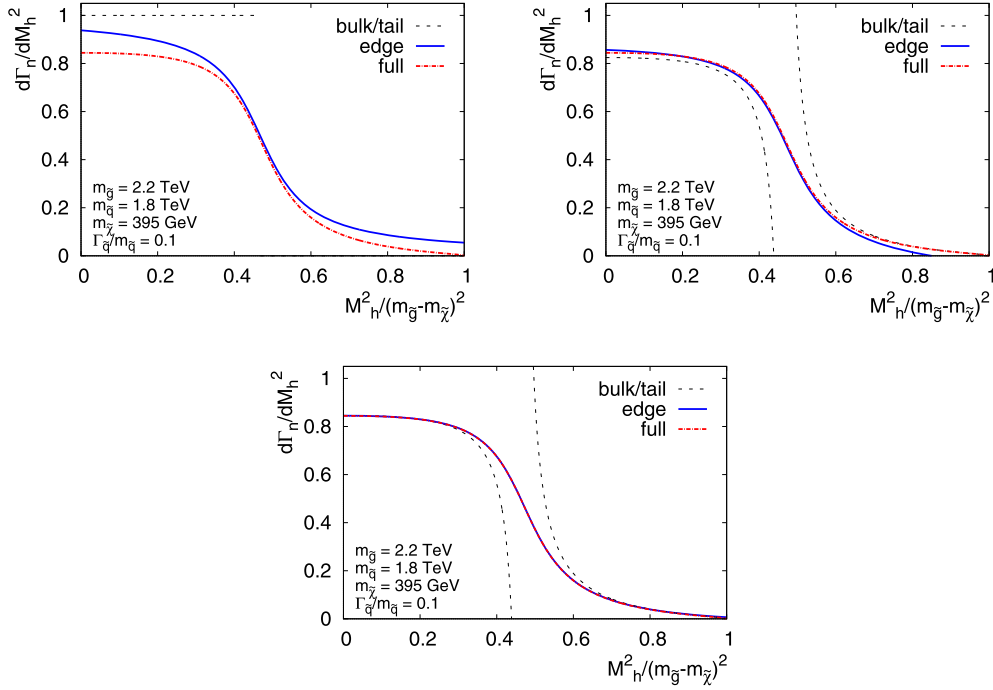 dΓn/dMh²
1
0.8
0.6
0.4
0.2
0
bulk/tail
edge
full
mg̃ = 2.2 TeV
mq̃ = 1.8 TeV
mχ̃ = 395 GeV
Γq̃/mq̃ = 0.1
0 0.2 0.4 0.6 0.8 1
M²h/(mg̃-mχ̃)²
dΓn/dMh²
1
0.8
0.6
0.4
0.2
0
bulk/tail
edge
full
mg̃ = 2.2 TeV
mq̃ = 1.8 TeV
mχ̃ = 395 GeV
Γq̃/mq̃ = 0.1
0 0.2 0.4 0.6 0.8 1
M²h/(mg̃-mχ̃)²
dΓn/dMh²
1
0.8
0.6
0.4
0.2
0
bulk/tail
edge
full
mg̃ = 2.2 TeV
mq̃ = 1.8 TeV
mχ̃ = 395 GeV
Γq̃/mq̃ = 0.1
0 0.2 0.4 0.6 0.8 1
M²h/(mg̃-mχ̃)²